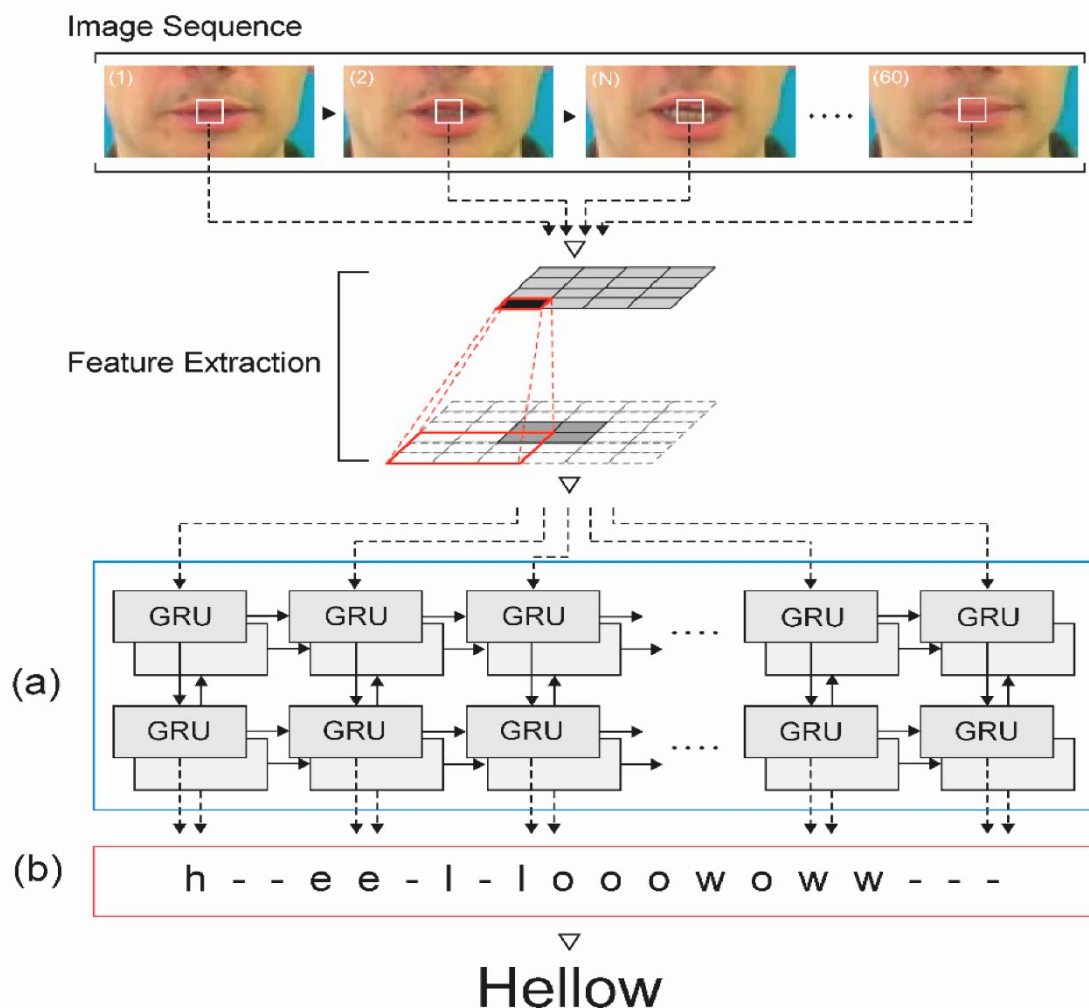 Image Sequence
(1) (2) (N) (60)
Feature Extraction
GRU GRU GRU GRU GRU
(a)
GRU GRU GRU GRU GRU
(b) h - - e e - l - l o o o w o w w - - -
Hellow